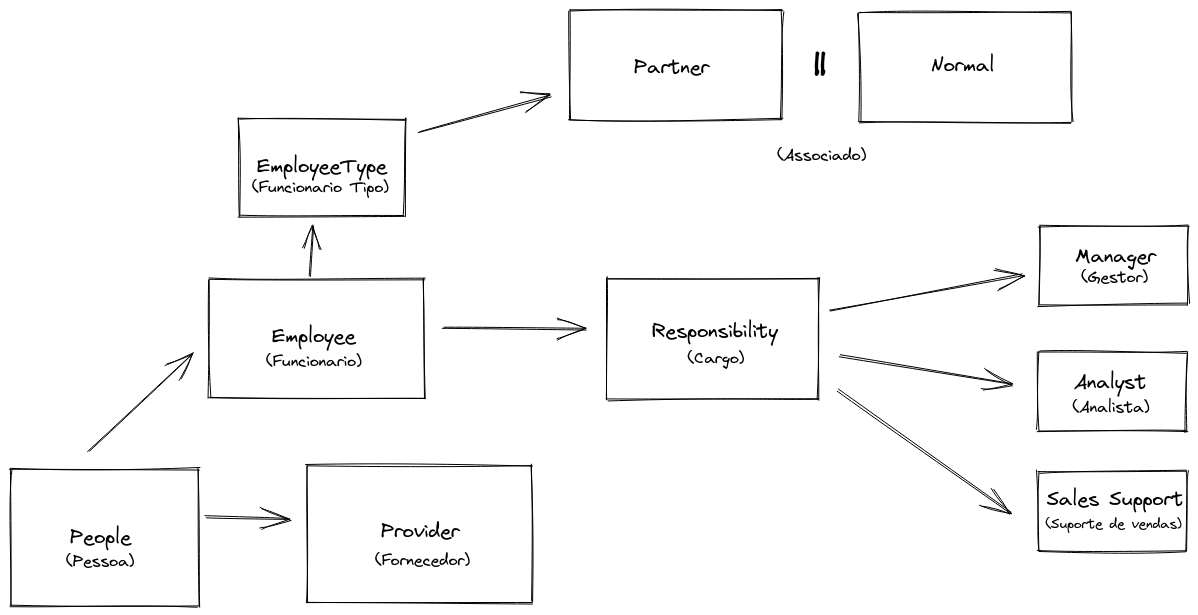 Partner
||
Normal
(Associado)
EmployeeType
(Funcionario Tipo)
Employee
(Funcionario)
Responsibility
(Cargo)
Manager
(Gestor)
Analyst
(Analista)
Sales Support
(Suporte de vendas)
People
(Pessoa)
Provider
(Fornecedor)